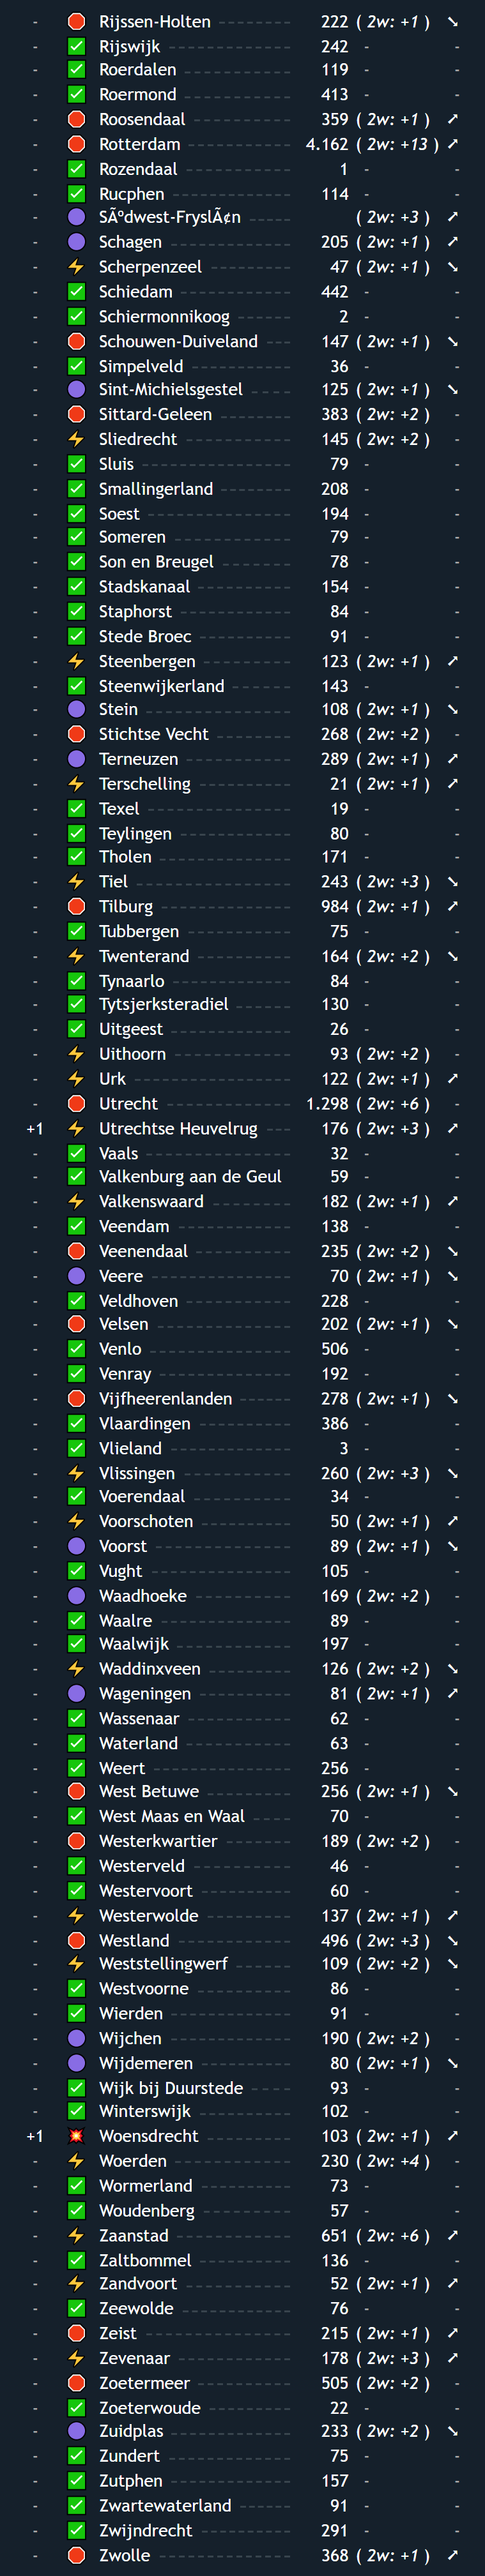 - Rijssen-Holten 222 ( 2w: +1 ) ➘
- Rijswijk 242 - -
- Roerdalen 119 - -
- Roermond 413 - -
- Roosendaal 359 ( 2w: +1 ) ➚
- Rotterdam 4.162 ( 2w: +13 ) ➚
- Rozendaal 1 - -
- Rucphen 114 - -
- SÃºdwest-FryslÃ¢n ( 2w: +3 ) ➚
- Schagen 205 ( 2w: +1 ) ➚
- Scherpenzeel 47 ( 2w: +1 ) ➘
- Schiedam 442 - -
- Schiermonnikoog 2 - -
- Schouwen-Duiveland 147 ( 2w: +1 ) ➘
- Simpelveld 36 - -
- Sint-Michielsgestel 125 ( 2w: +1 ) ➘
- Sittard-Geleen 383 ( 2w: +2 ) -
- Sliedrecht 145 ( 2w: +2 ) -
- Sluis 79 - -
- Smallingerland 208 - -
- Soest 194 - -
- Someren 79 - -
- Son en Breugel 78 - -
- Stadskanaal 154 - -
- Staphorst 84 - -
- Stede Broec 91 - -
- Steenbergen 123 ( 2w: +1 ) ➚
- Steenwijkerland 143 - -
- Stein 108 ( 2w: +1 ) ➘
- Stichtse Vecht 268 ( 2w: +2 ) -
- Terneuzen 289 ( 2w: +1 ) ➚
- Terschelling 21 ( 2w: +1 ) ➚
- Texel 19 - -
- Teylingen 80 - -
- Tholen 171 - -
- Tiel 243 ( 2w: +3 ) ➘
- Tilburg 984 ( 2w: +1 ) ➚
- Tubbergen 75 - -
- Twenterand 164 ( 2w: +2 ) ➘
- Tynaarlo 84 - -
- Tytsjerksteradiel 130 - -
- Uitgeest 26 - -
- Uithoorn 93 ( 2w: +2 ) -
- Urk 122 ( 2w: +1 ) ➚
- Utrecht 1.298 ( 2w: +6 ) -
+1 Utrechtse Heuvelrug 176 ( 2w: +3 ) ➚
- Vaals 32 - -
- Valkenburg aan de Geul 59 - -
- Valkenswaard 182 ( 2w: +1 ) ➚
- Veendam 138 - -
- Veenendaal 235 ( 2w: +2 ) ➘
- Veere 70 ( 2w: +1 ) ➘
- Veldhoven 228 - -
- Velsen 202 ( 2w: +1 ) ➘
- Venlo 506 - -
- Venray 192 - -
- Vijfheerenlanden 278 ( 2w: +1 ) ➘
- Vlaardingen 386 - -
- Vlieland 3 - -
- Vlissingen 260 ( 2w: +3 ) ➘
- Voerendaal 34 - -
- Voorschoten 50 ( 2w: +1 ) ➚
- Voorst 89 ( 2w: +1 ) ➘
- Vught 105 - -
- Waadhoeke 169 ( 2w: +2 ) -
- Waalre 89 - -
- Waalwijk 197 - -
- Waddinxveen 126 ( 2w: +2 ) ➘
- Wageningen 81 ( 2w: +1 ) ➚
- Wassenaar 62 - -
- Waterland 63 - -
- Weert 256 - -
- West Betuwe 256 ( 2w: +1 ) ➘
- West Maas en Waal 70 - -
- Westerkwartier 189 ( 2w: +2 ) -
- Westerveld 46 - -
- Westervoort 60 - -
- Westerwolde 137 ( 2w: +1 ) ➚
- Westland 496 ( 2w: +3 ) ➘
- Weststellingwerf 109 ( 2w: +2 ) ➘
- Westvoorne 86 - -
- Wierden 91 - -
- Wijchen 190 ( 2w: +2 ) -
- Wijdemeren 80 ( 2w: +1 ) ➘
- Wijk bij Duurstede 93 - -
- Winterswijk 102 - -
+1 Woensdrecht 103 ( 2w: +1 ) ➚
- Woerden 230 ( 2w: +4 ) -
- Wormerland 73 - -
- Woudenberg 57 - -
- Zaanstad 651 ( 2w: +6 ) ➚
- Zaltbommel 136 - -
- Zandvoort 52 ( 2w: +1 ) ➚
- Zeewolde 76 - -
- Zeist 215 ( 2w: +1 ) ➚
- Zevenaar 178 ( 2w: +3 ) ➚
- Zoetermeer 505 ( 2w: +2 ) -
- Zoeterwoude 22 - -
- Zuidplas 233 ( 2w: +2 ) ➘
- Zundert 75 - -
- Zutphen 157 - -
- Zwartewaterland 91 - -
- Zwijndrecht 291 - -
- Zwolle 368 ( 2w: +1 ) ➚